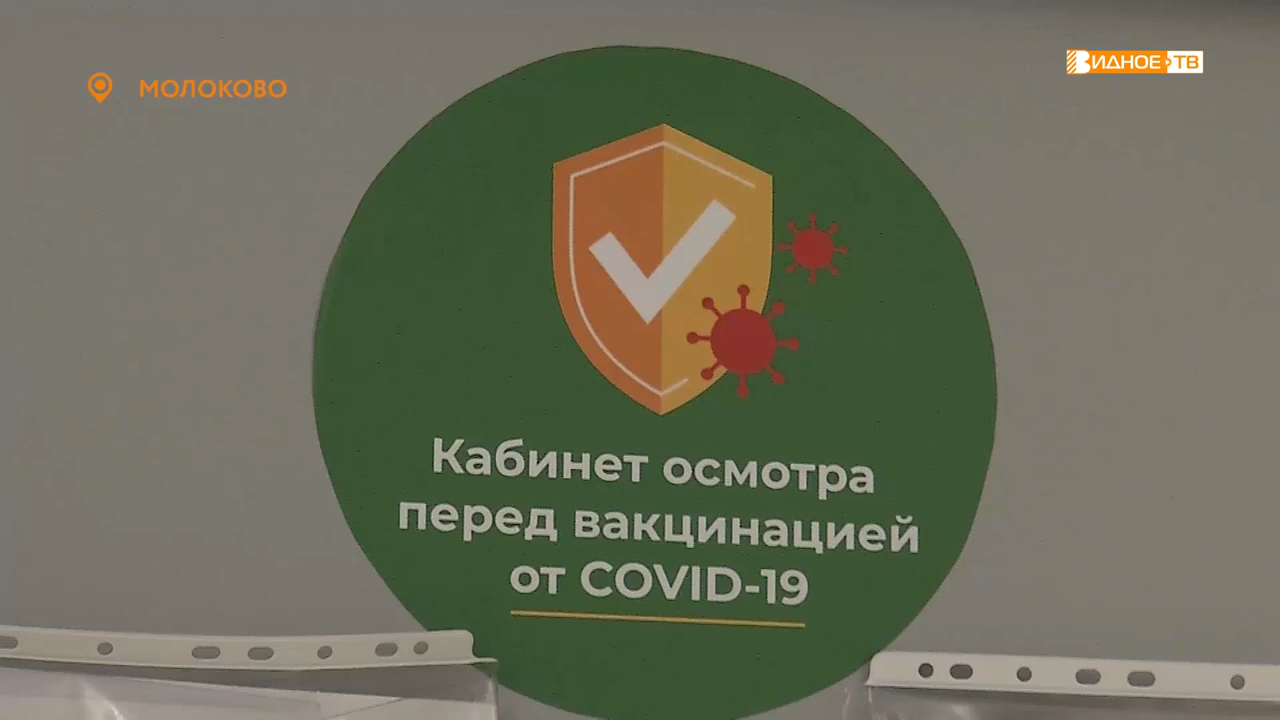 МОЛОКОВО
ВИДНОЕ ТВ
Кабинет осмотра
перед вакцинацией
от COVID-19